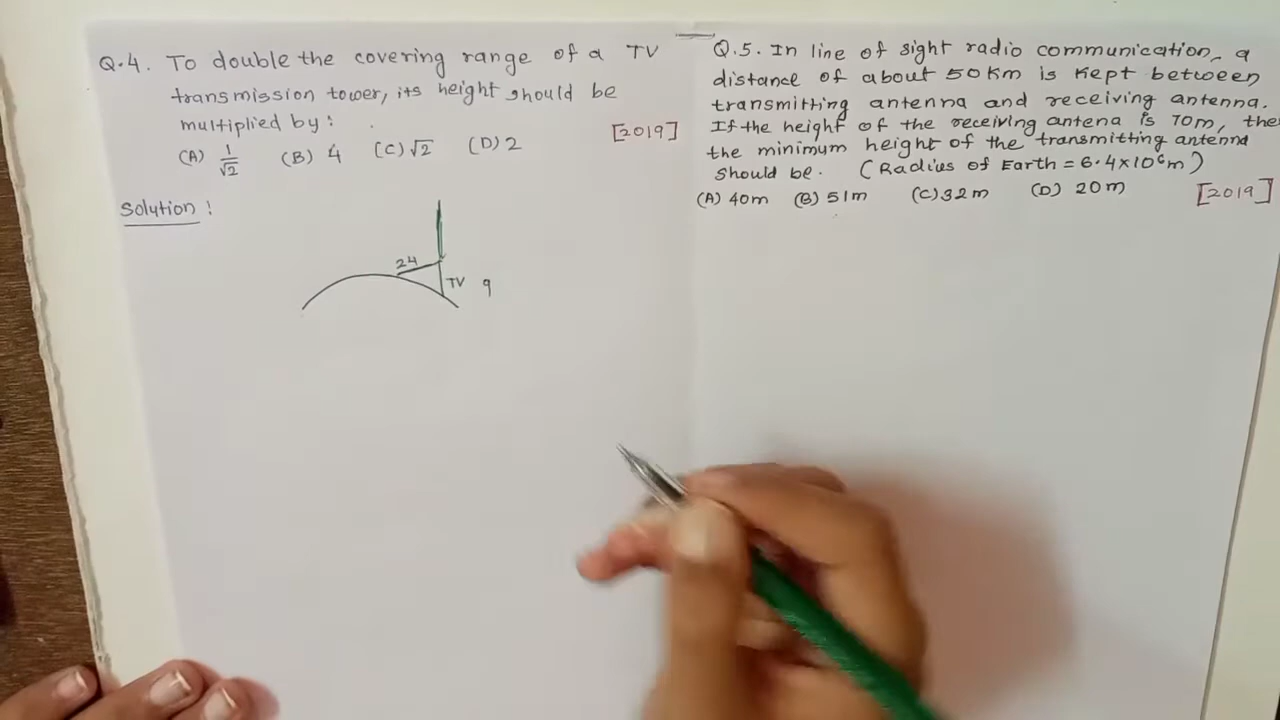 Q.4. To double the covering range of a TV
transmission tower, its height should be
multiplied by:
[2019]
(A) 1/√2 (B) 4 (C) √2 (D) 2
Solution:
24
TV 9
Q.5. In line of sight radio communication, a
distance of about 50 km is kept between
transmitting antenna and receiving antenna.
If the height of the receiving antena is 70m, the
the minimum height of the transmitting antenna
should be. (Radius of Earth = 6.4×10⁶m)
(A) 40m (B) 51m (C) 32m (D) 20m [2019]